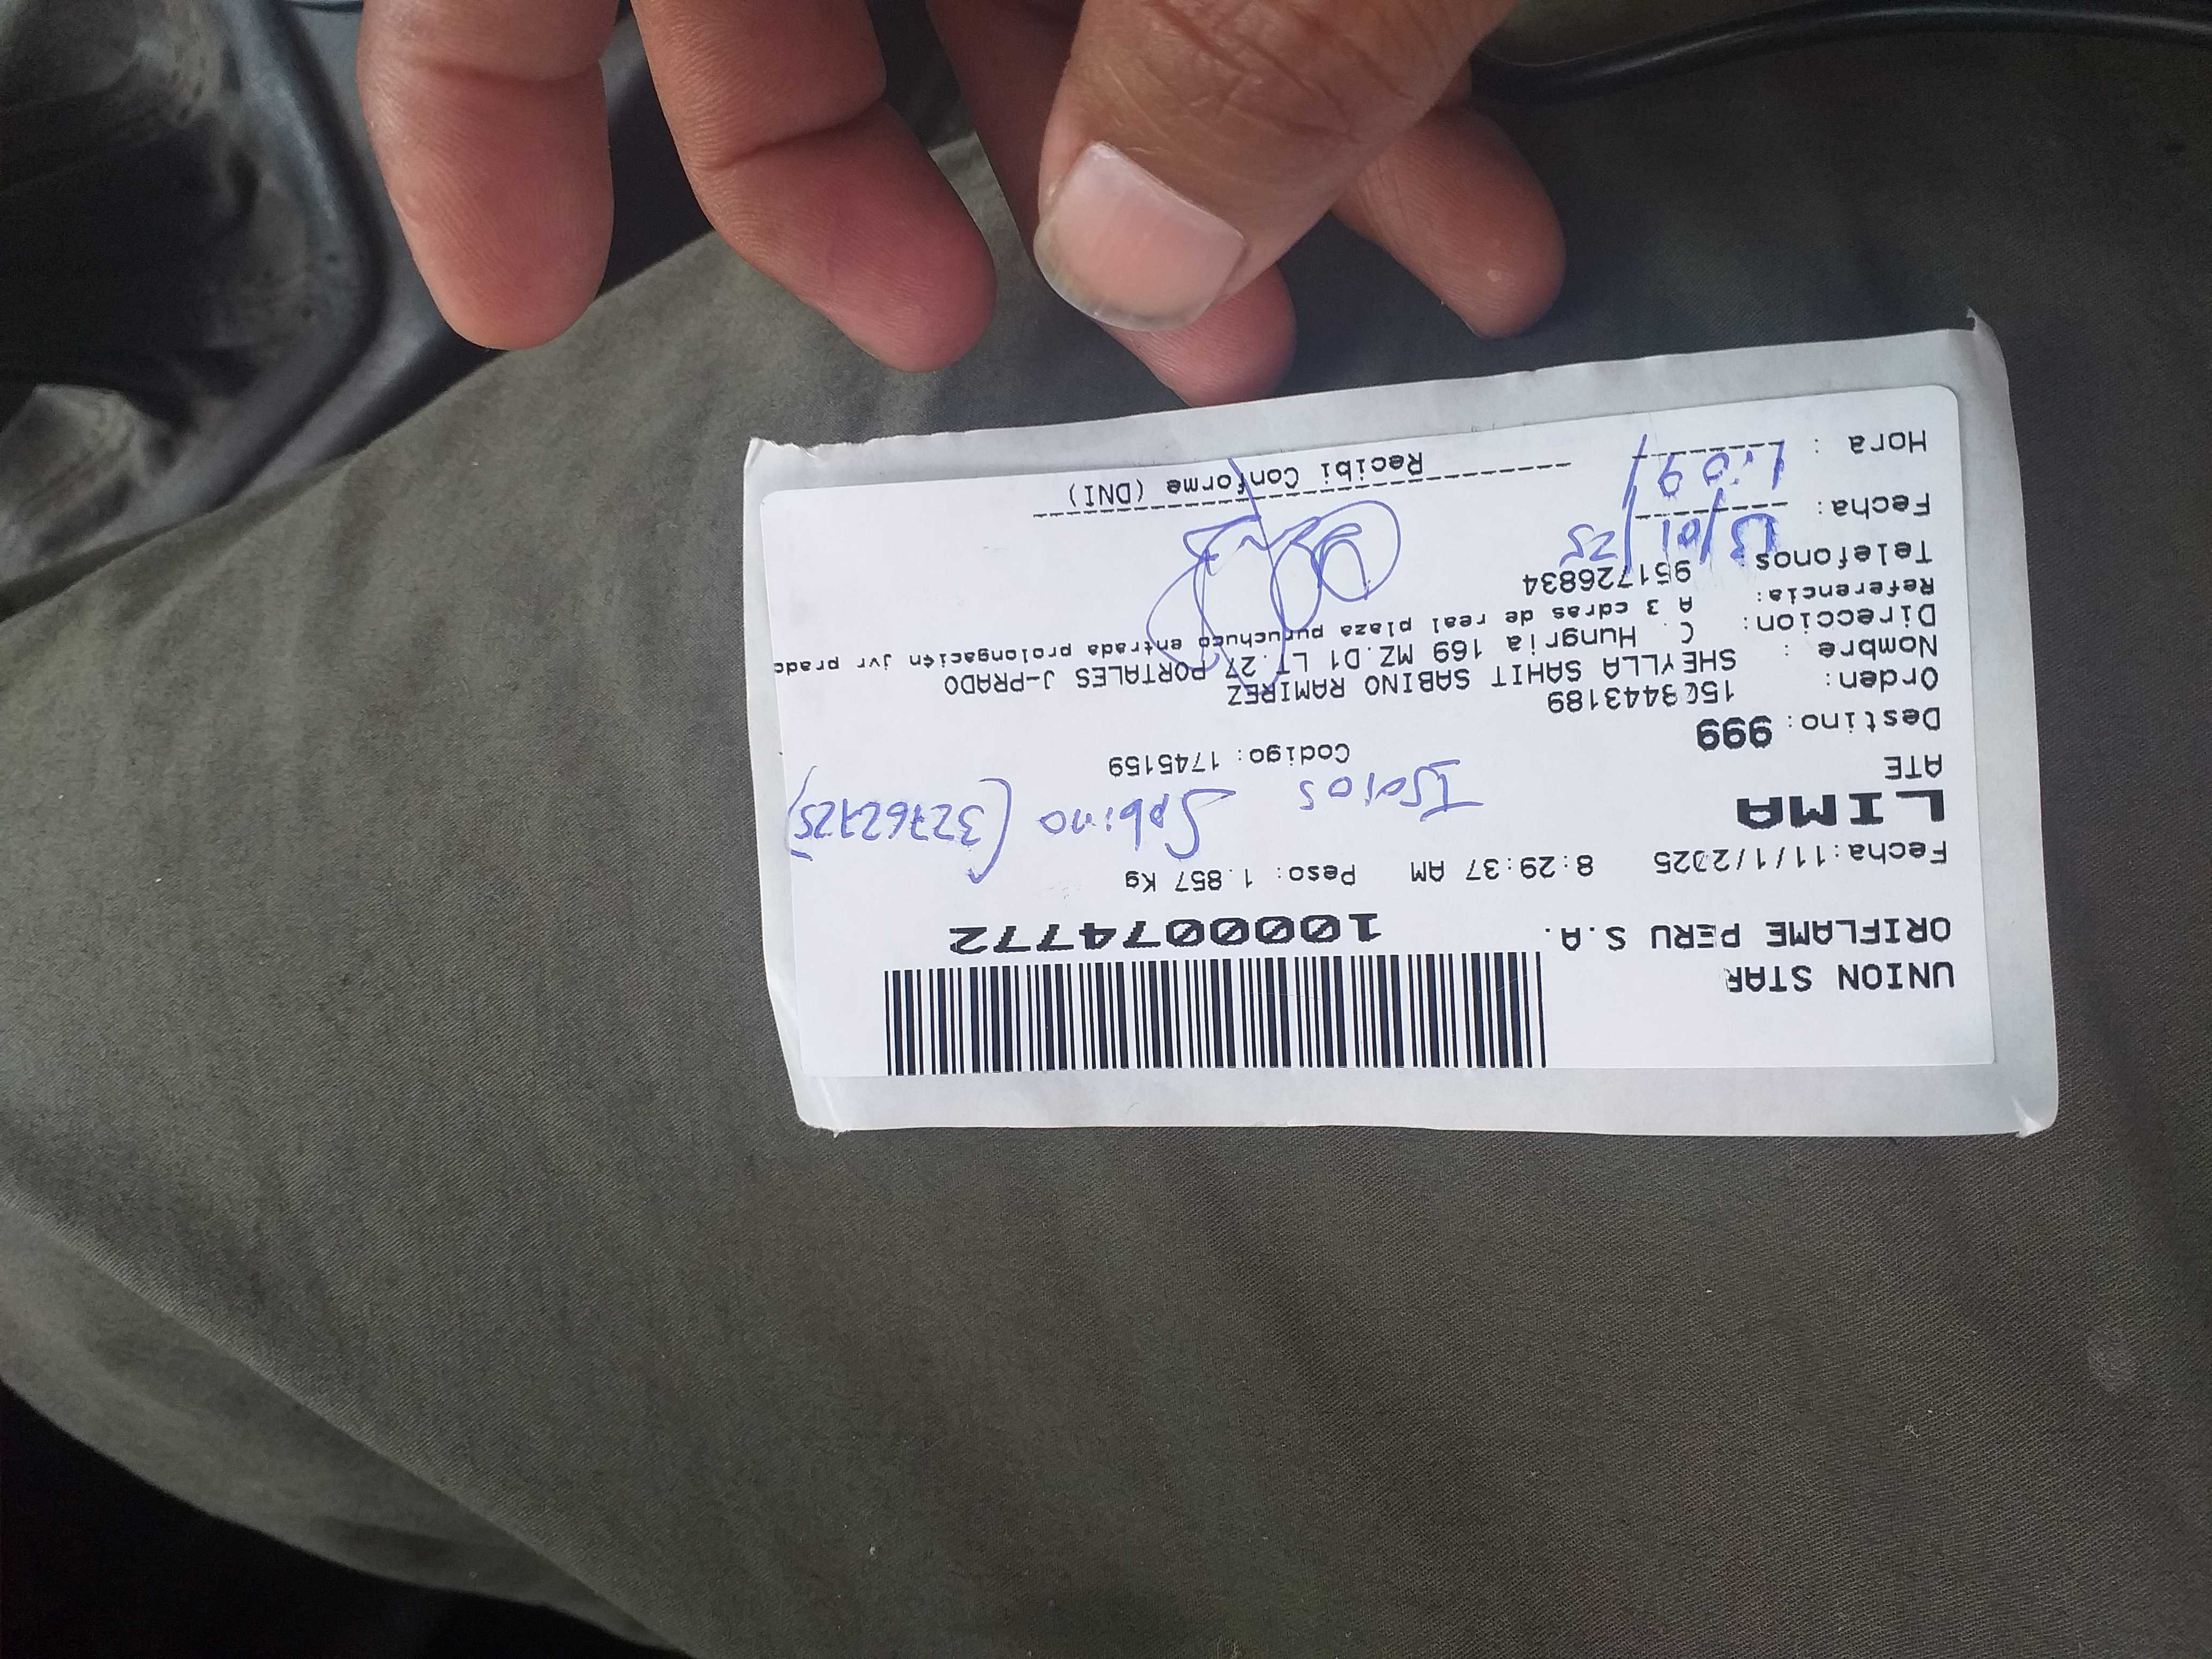 UNION STAR
ORIFLAME PERU S.A.
1000074772
Fecha:11/1/2025 8:29:37 AM Peso: 1.857 Kg
LIMA
Isaias Sabino (32762725)
ATE
Codigo: 1745159
Destino: 999
Orden: 1503443189
Nombre : SHEYLLA SAHIT SABINO RAMIREZ
Direccion: C. Hungria 169 MZ.D1 LT.27 PORTALES J-PRADO
Referencia: A 3 cdras de real plaza puruchuco entrada prolongación jvr prado
Telefonos: 951726834
Fecha: 13/01/25
Hora : 1:09
Recibi Conforme (DNI)